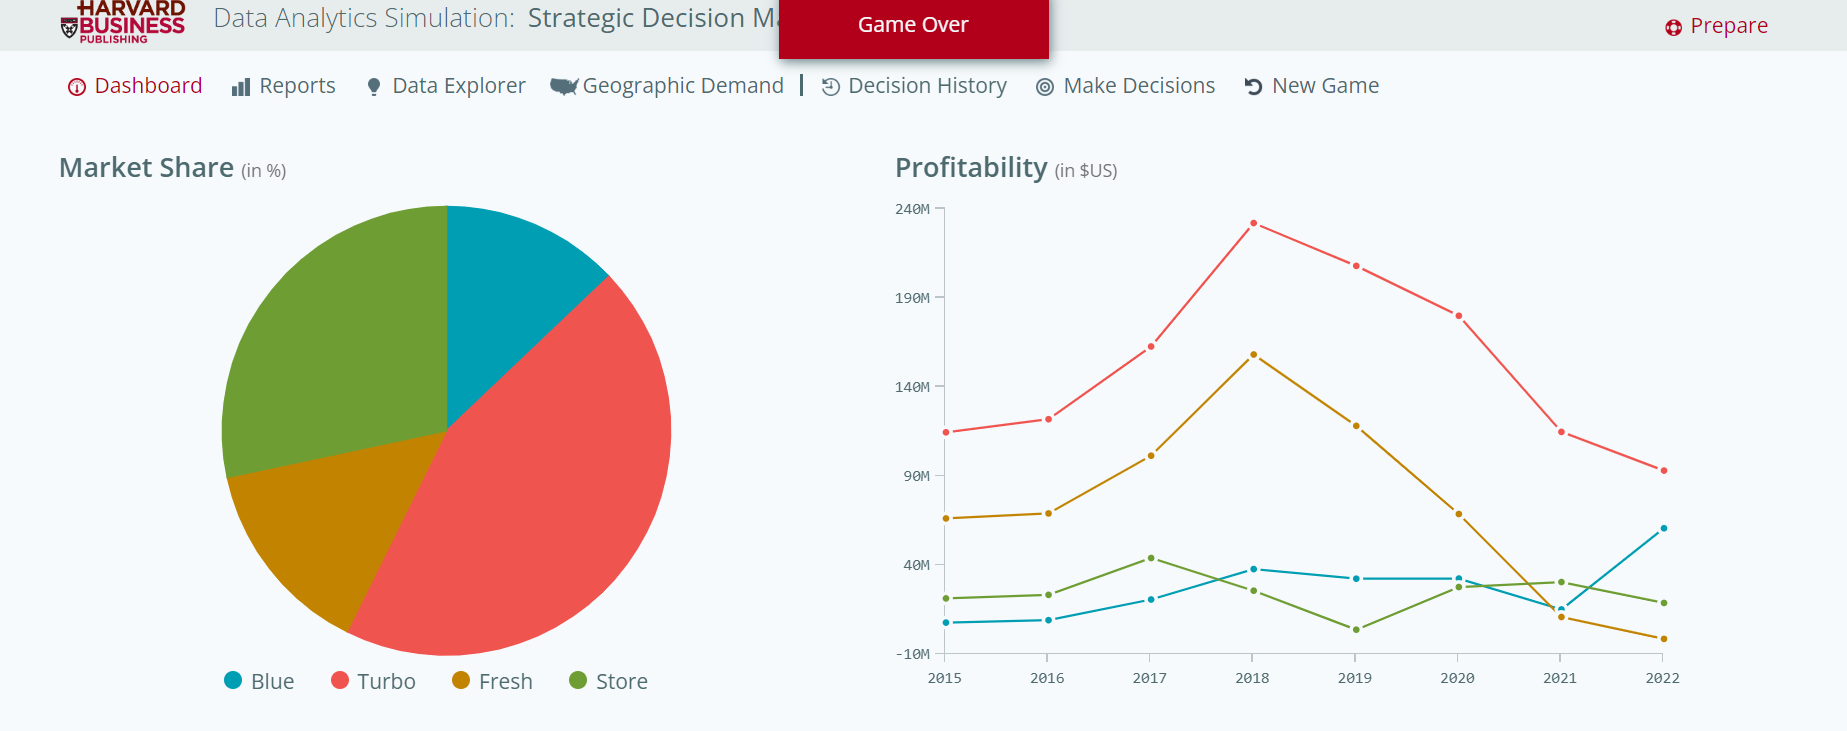 HARVARD
BUSINESS
PUBLISHING
Data Analytics Simulation: Strategic Decision Ma
Game Over
Prepare
Dashboard
Reports
Data Explorer
Geographic Demand
Decision History
Make Decisions
New Game
Market Share (in %)
Blue
Turbo
Fresh
Store
Profitability (in $US)
240M
190M
140M
90M
40M
-10M
2015 2016 2017 2018 2019 2020 2021 2022